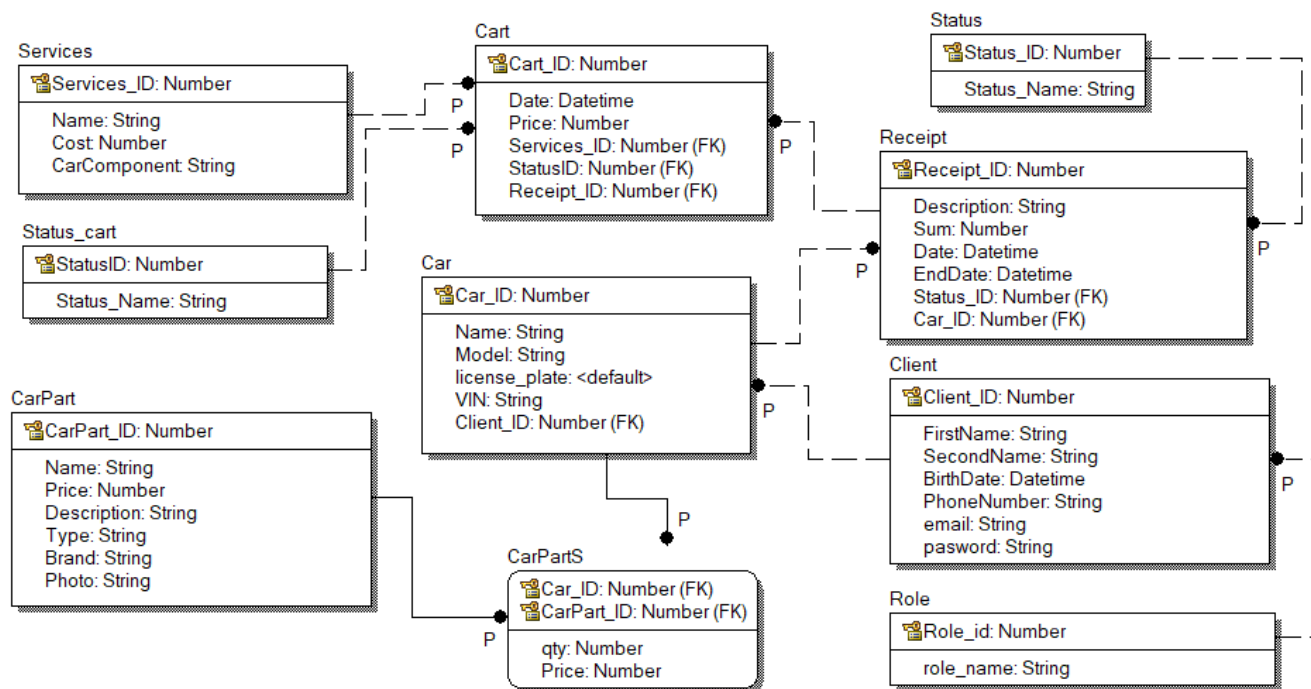 Services
Services_ID: Number
Name: String
Cost: Number
CarComponent: String
Status_cart
StatusID: Number
Status_Name: String
CarPart
CarPart_ID: Number
Name: String
Price: Number
Description: String
Type: String
Brand: String
Photo: String
Cart
Cart_ID: Number
Date: Datetime
Price: Number
Services_ID: Number (FK)
StatusID: Number (FK)
Receipt_ID: Number (FK)
P
P
P
Car
Car_ID: Number
Name: String
Model: String
license_plate: <default>
VIN: String
Client_ID: Number (FK)
P
P
P
CarPartS
Car_ID: Number (FK)
CarPart_ID: Number (FK)
qty: Number
Price: Number
P
Status
Status_ID: Number
Status_Name: String
Receipt
Receipt_ID: Number
Description: String
Sum: Number
Date: Datetime
EndDate: Datetime
Status_ID: Number (FK)
Car_ID: Number (FK)
P
Client
Client_ID: Number
FirstName: String
SecondName: String
BirthDate: Datetime
PhoneNumber: String
email: String
pasword: String
P
Role
Role_id: Number
role_name: String